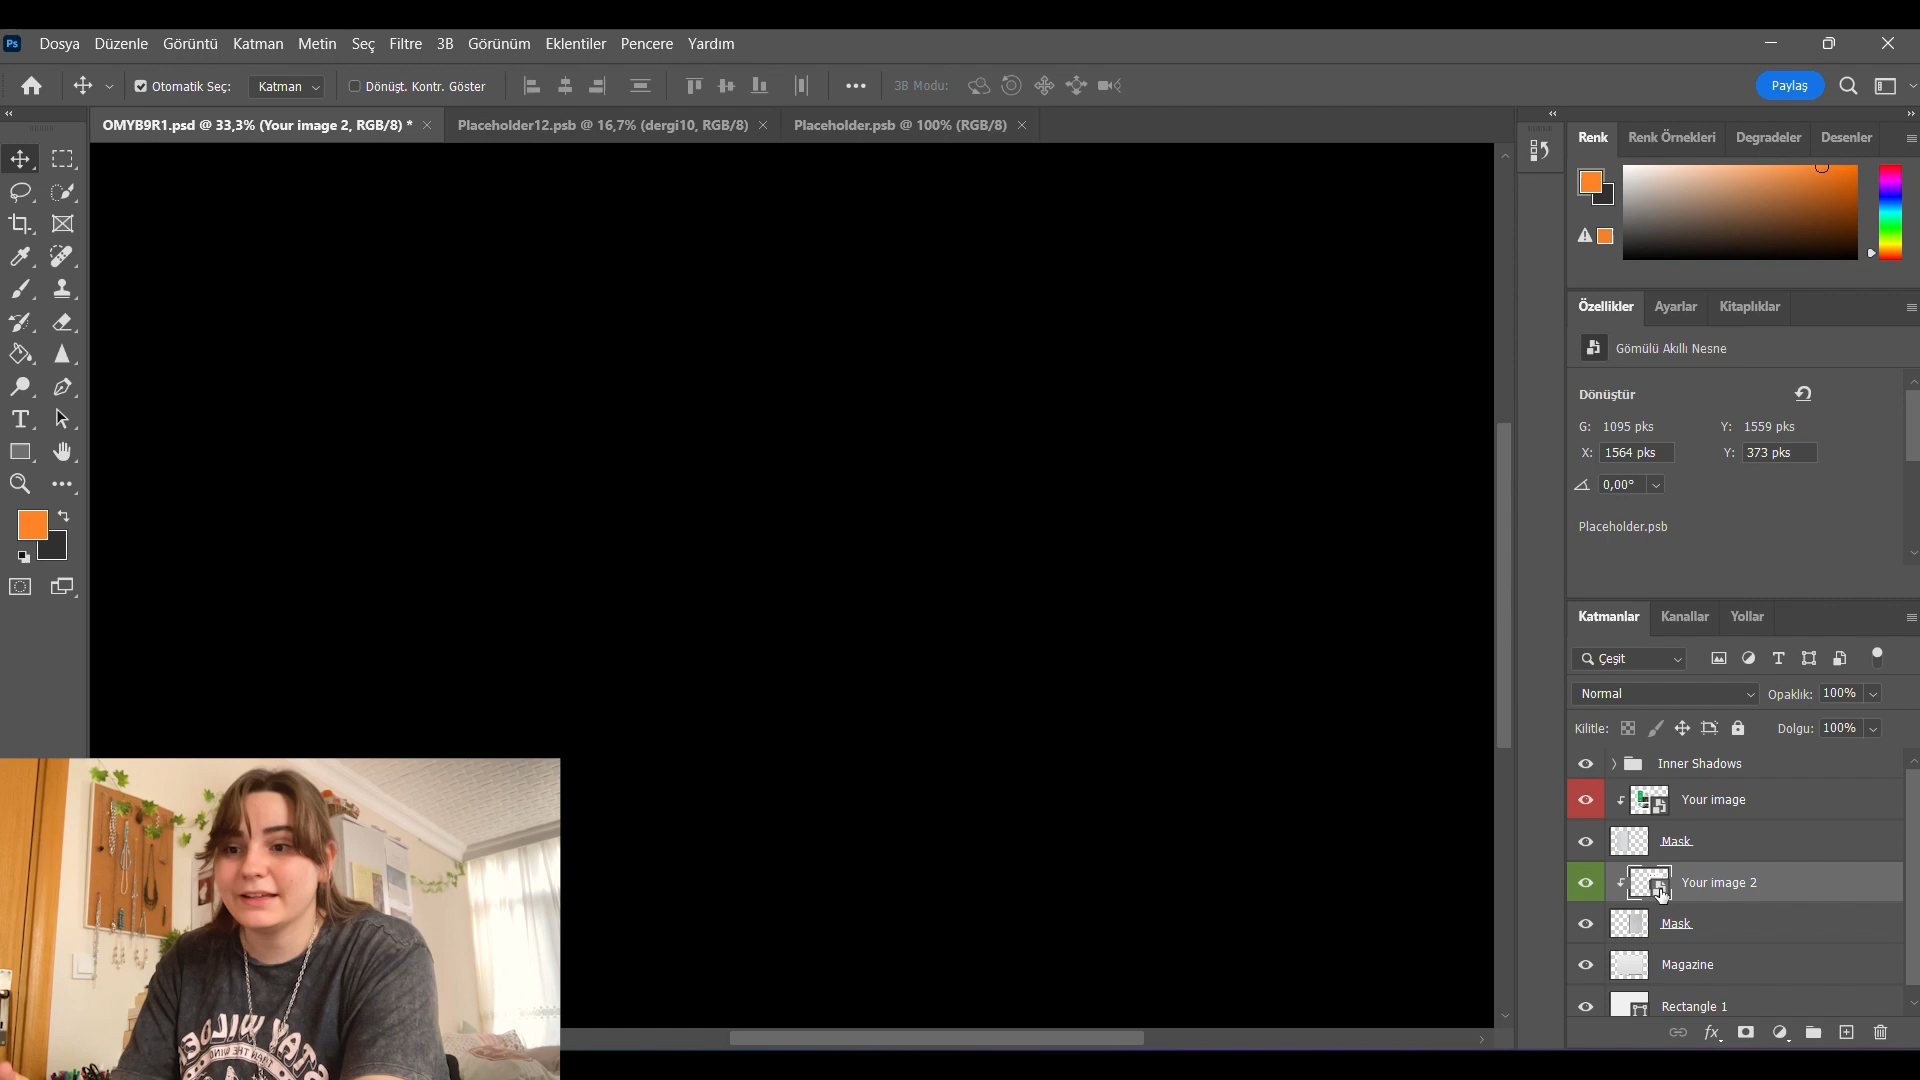 Ps Dosya Düzenle Görüntü Katman Metin Seç Filtre 3B Görünüm Eklentiler Pencere Yardım
Otomatik Seç: Katman Dönüşt. Kontr. Göster 3B Modu: Paylaş
OMYB9R1.psd @ 33,3% (Your image 2, RGB/8) * Placeholder12.psb @ 16,7% (dergi10, RGB/8) Placeholder.psb @ 100% (RGB/8)
Renk Renk Örnekleri Degradeler Desenler
Özellikler Ayarlar Kitaplıklar
Gömülü Akıllı Nesne
Dönüştür
G: 1095 pks Y: 1559 pks
X: 1564 pks Y: 373 pks
0,00°
Placeholder.psb
Katmanlar Kanallar Yollar
Çeşit
Normal Opaklık: 100%
Kilitle: Dolgu: 100%
Inner Shadows
Your image
Mask
Your image 2
Mask
Magazine
Rectangle 1